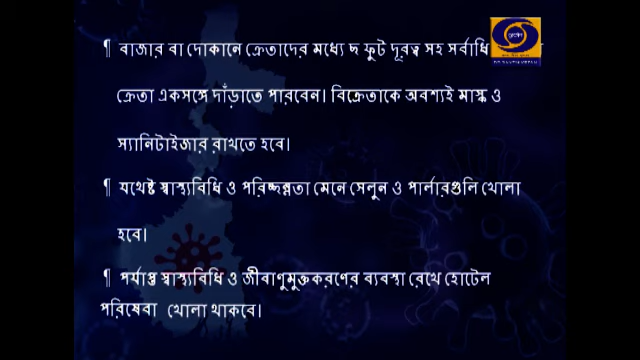 ¶ বাজার বা দোকানে ক্রেতাদের মধ্যে ছ ফুট দূরত্ব সহ সর্বাধি
ক্রেতা একসঙ্গে দাঁড়াতে পারবেন। বিক্রেতাকে অবশ্যই মাস্ক ও
স্যানিটাইজার রাখতে হবে।
¶ যথেষ্ট স্বাস্থ্যবিধি ও পরিচ্ছন্নতা মেনে সেলুন ও পার্লারগুলি খোলা
হবে।
¶ পর্যাপ্ত স্বাস্থ্যবিধি ও জীবাণুমুক্তকরণের ব্যবস্থা রেখে হোটেল
পরিষেবা খোলা থাকবে।